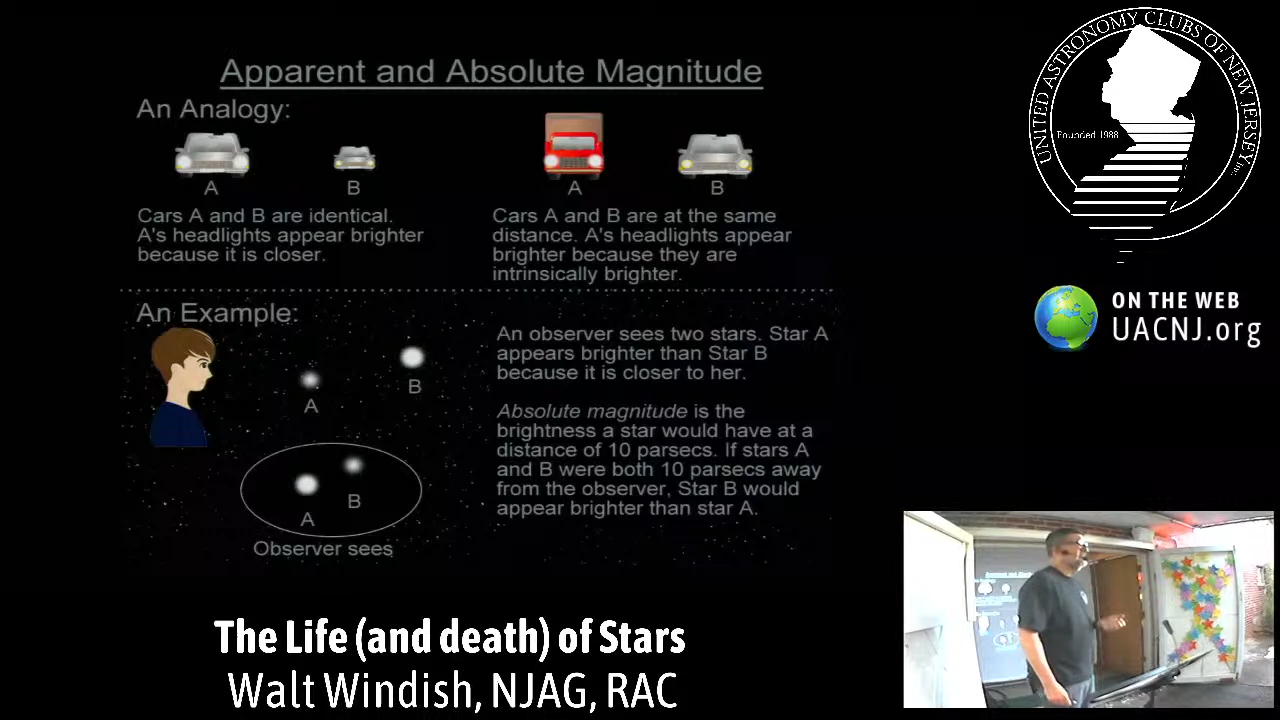 Apparent and Absolute Magnitude
An Analogy:
A
B
A
B
Cars A and B are identical.
A's headlights appear brighter
because it is closer.
Cars A and B are at the same
distance. A's headlights appear
brighter because they are
intrinsically brighter.
An Example:
A
B
A
B
Observer sees
An observer sees two stars. Star A
appears brighter than Star B
because it is closer to her.
Absolute magnitude is the
brightness a star would have at a
distance of 10 parsecs. If stars A
and B were both 10 parsecs away
from the observer, Star B would
appear brighter than star A.
UNITED ASTRONOMY CLUBS OF NEW JERSEY, Inc.
Founded 1988
ON THE WEB
UACNJ.org
The Life (and death) of Stars
Walt Windish, NJAG, RAC